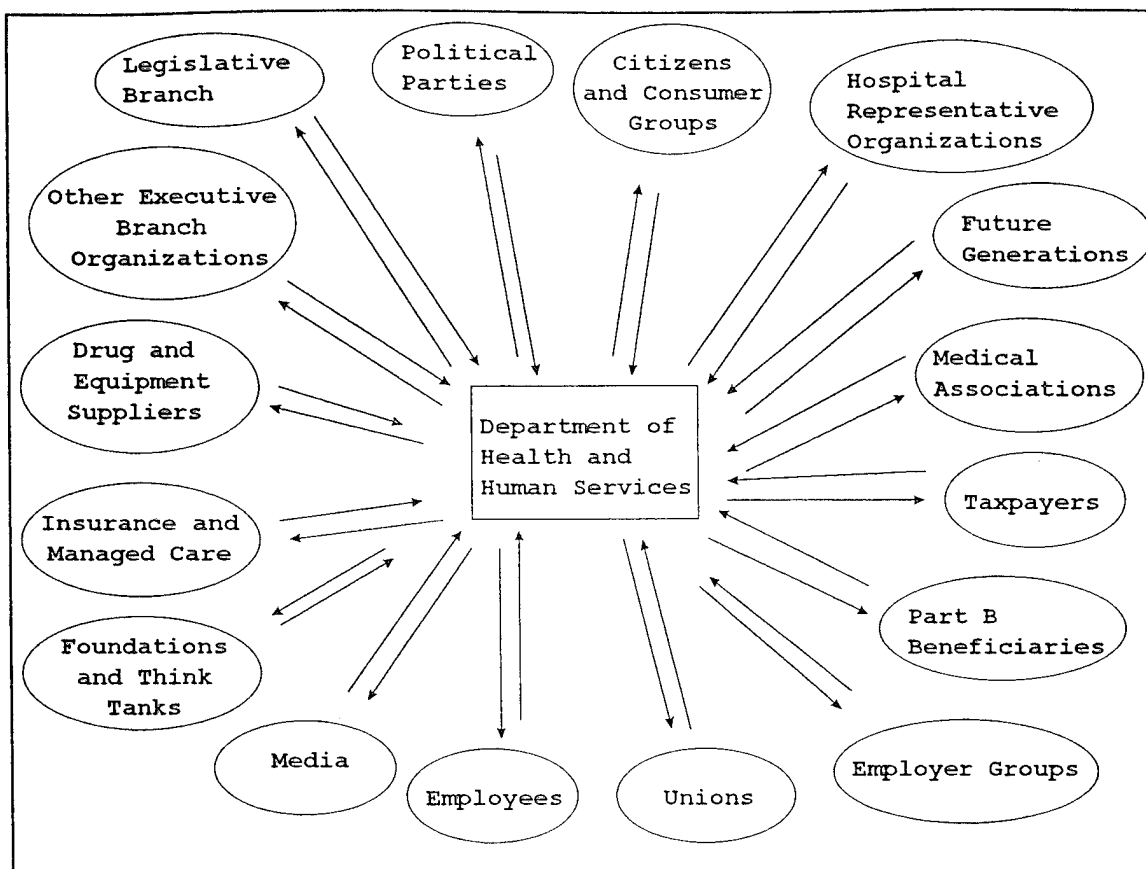 Legislative
Branch
Political
Parties
Citizens
and Consumer
Groups
Hospital
Representative
Organizations
Other Executive
Branch
Organizations
Future
Generations
Drug and
Equipment
Suppliers
Medical
Associations
Department of
Health and
Human Services
Taxpayers
Insurance and
Managed Care
Part B
Beneficiaries
Foundations
and Think
Tanks
Media
Employees
Unions
Employer Groups